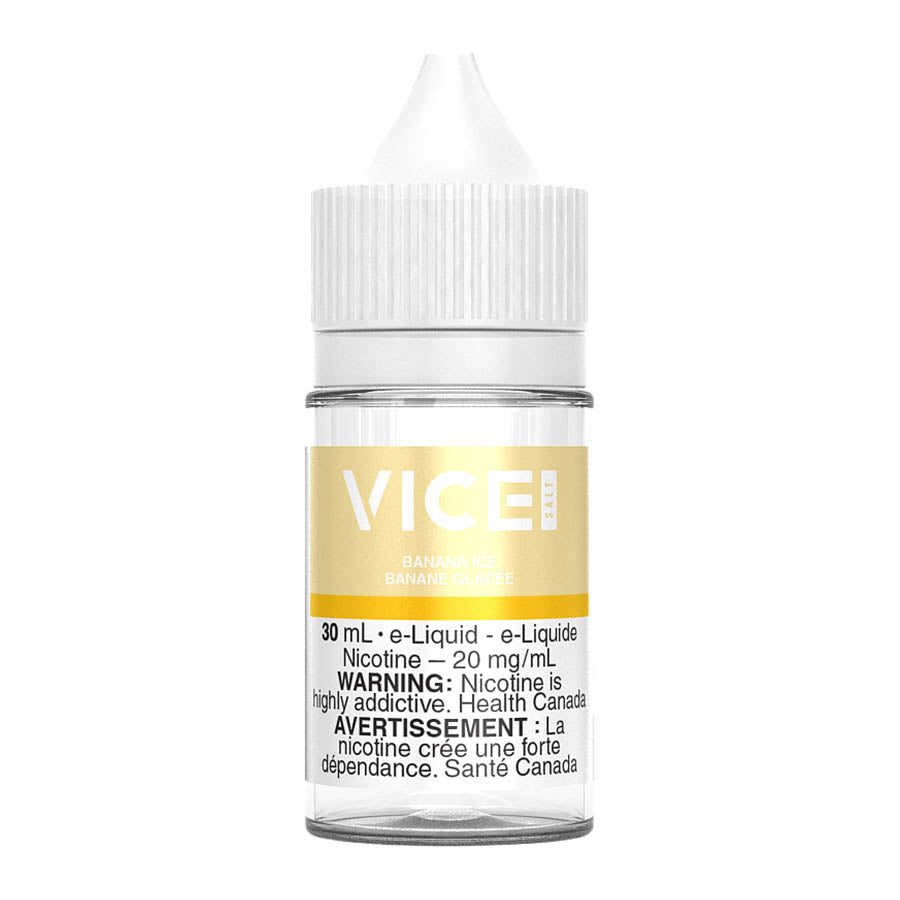 VICE SALT
BANANA ICE
BANANE GLACÉE
30 mL • e-Liquid - e-Liquide
Nicotine — 20 mg/mL
WARNING: Nicotine is
highly addictive. Health Canada
AVERTISSEMENT : La
nicotine crée une forte
dépendance. Santé Canada